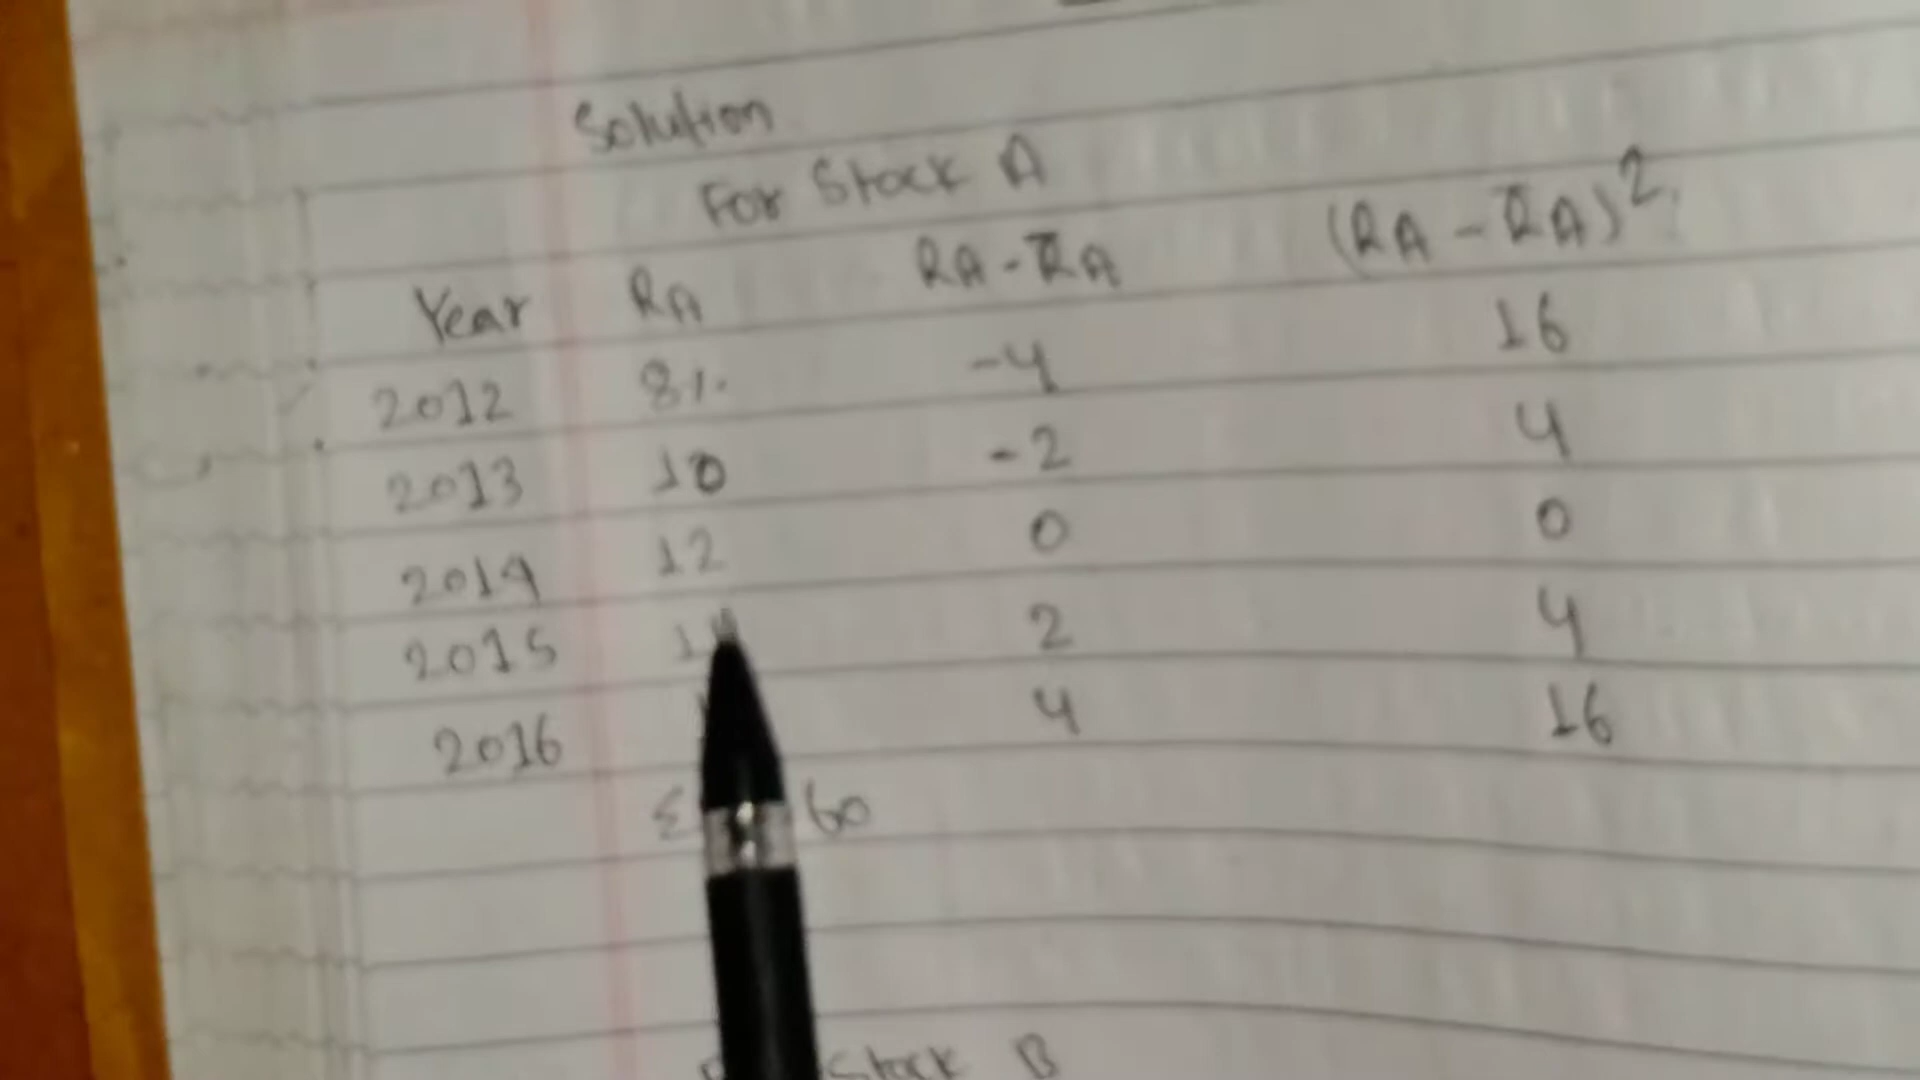 Solution
For Stock A
Year RA RA - R̄A (RA - R̄A)²
2012 8% -4 16
2013 10 -2 4
2014 12 0 0
2015 2 4
2016 4 16
Σ 60
Stock B